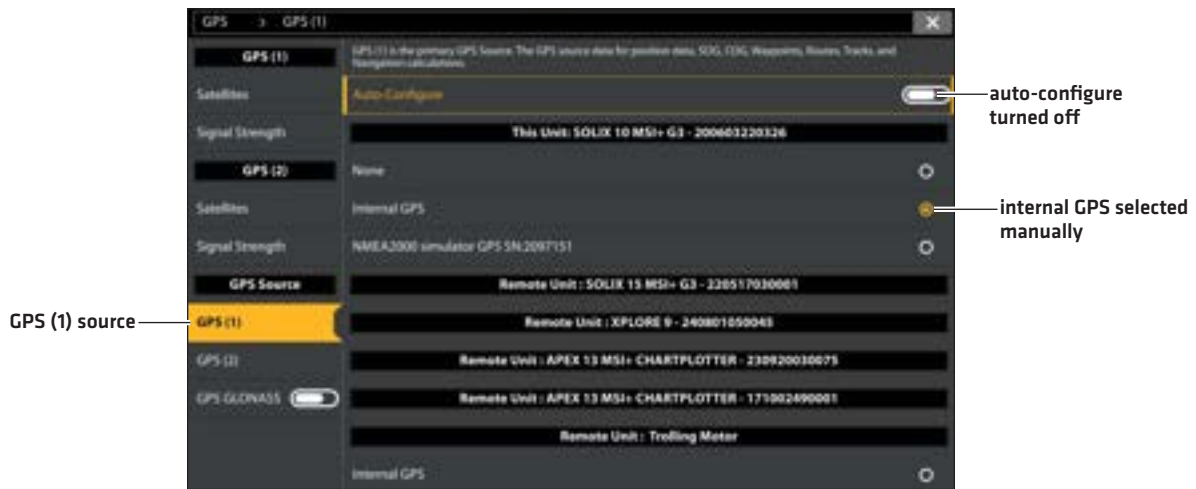 GPS > GPS (1)
GPS (1)
GPS (1) is the primary GPS Source. The GPS source data for position data, SOG, COG, Waypoints, Routes, Tracks, and
Navigation calculations.
Satellites
Auto-Configure
auto-configure
turned off
Signal Strength
This Unit: SOLIX 10 MSI+ G3 - 200603220326
GPS (2)
None
Satellites
Internal GPS
internal GPS selected
manually
Signal Strength
NMEA2000 simulator GPS SN:2097151
GPS Source
Remote Unit : SOLIX 15 MSI+ G3 - 220517030001
GPS (1) source
GPS (1)
Remote Unit : XPLORE 9 - 240801050045
GPS (2)
Remote Unit : APEX 13 MSI+ CHARTPLOTTER - 230920030075
GPS GLONASS
Remote Unit : APEX 13 MSI+ CHARTPLOTTER - 171002490001
Remote Unit : Trolling Motor
Internal GPS